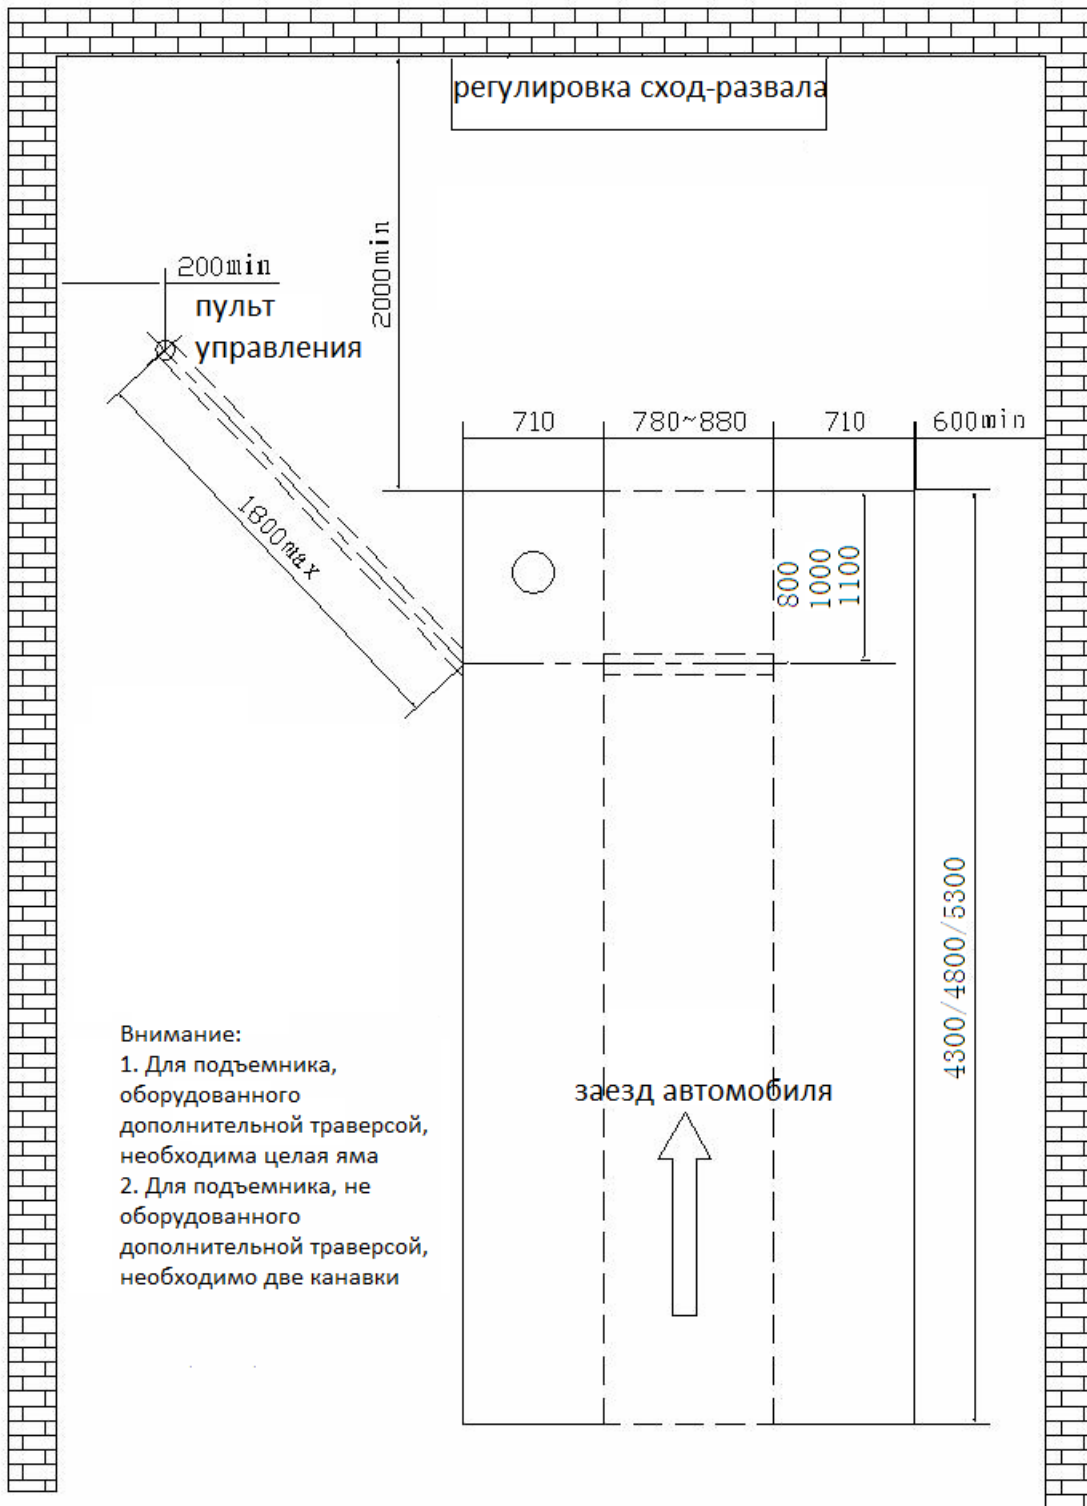 регулировка сход-развала
2000min
200min
пульт
управления
710
780~880
710
600min
1800max
800
1000
1100
4300/4800/5300
Внимание:
1. Для подъемника,
оборудованного
дополнительной траверсой,
необходима целая яма
2. Для подъемника, не
оборудованного
дополнительной траверсой,
необходимо две канавки
заезд автомобиля